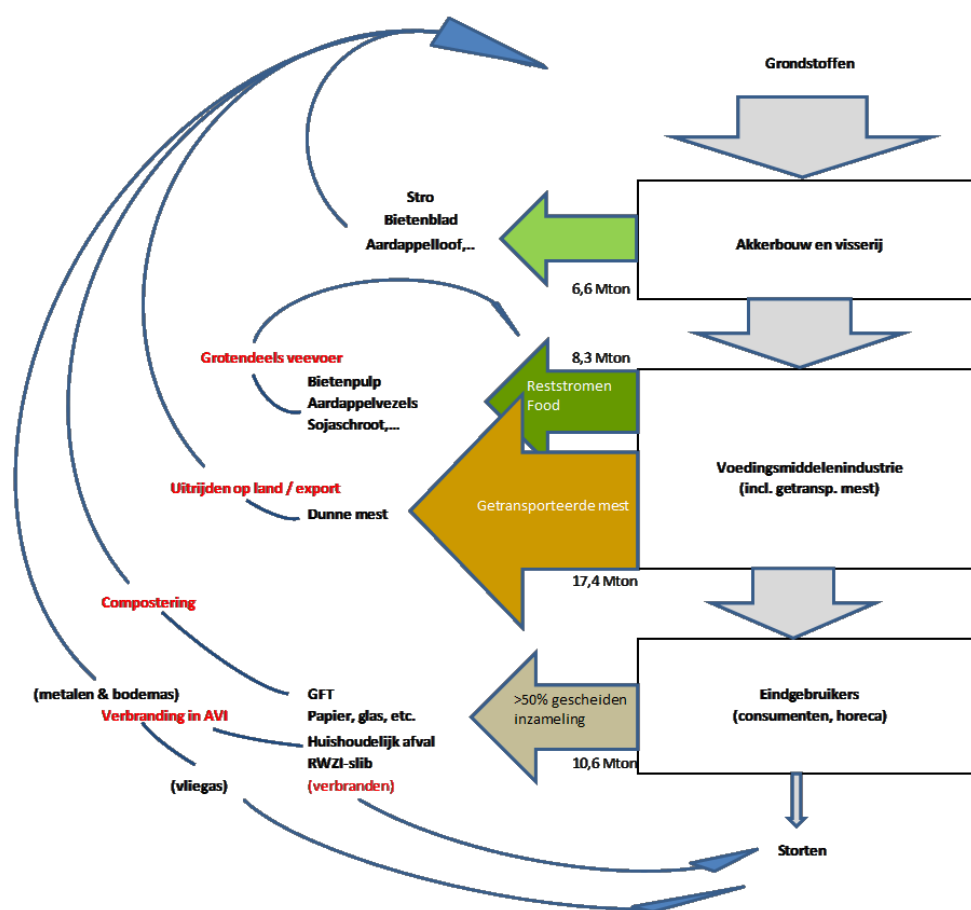 Grondstoffen
Stro
Bietenblad
Aardappelloof,..
Akkerbouw en visserij
6,6 Mton
8,3 Mton
Grotendeels veevoer
Bietenpulp
Aardappelvezels
Sojaschroot,...
Reststromen
Food
Voedingsmiddelenindustrie
(incl. getransp. mest)
Uitrijden op land / export
Dunne mest
Getransporteerde mest
17,4 Mton
Compostering
(metalen & bodemas)
Verbranding in AVI
GFT
Papier, glas, etc.
Huishoudelijk afval
RWZI-slib
(verbranden)
(vliegas)
>50% gescheiden
inzameling
10,6 Mton
Eindgebruikers
(consumenten, horeca)
Storten